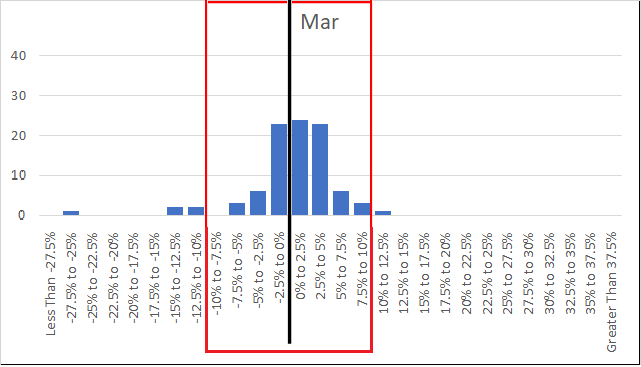 Mar
40
30
20
10
0
Less Than -27.5%
-27.5% to -25%
-25% to -22.5%
-22.5% to -20%
-20% to -17.5%
-17.5% to -15%
-15% to -12.5%
-12.5% to -10%
-10% to -7.5%
-7.5% to -5%
-5% to -2.5%
-2.5% to 0%
0% to 2.5%
2.5% to 5%
5% to 7.5%
7.5% to 10%
10% to 12.5%
12.5% to 15%
15% to 17.5%
17.5% to 20%
20% to 22.5%
22.5% to 25%
25% to 27.5%
27.5% to 30%
30% to 32.5%
32.5% to 35%
35% to 37.5%
Greater Than 37.5%